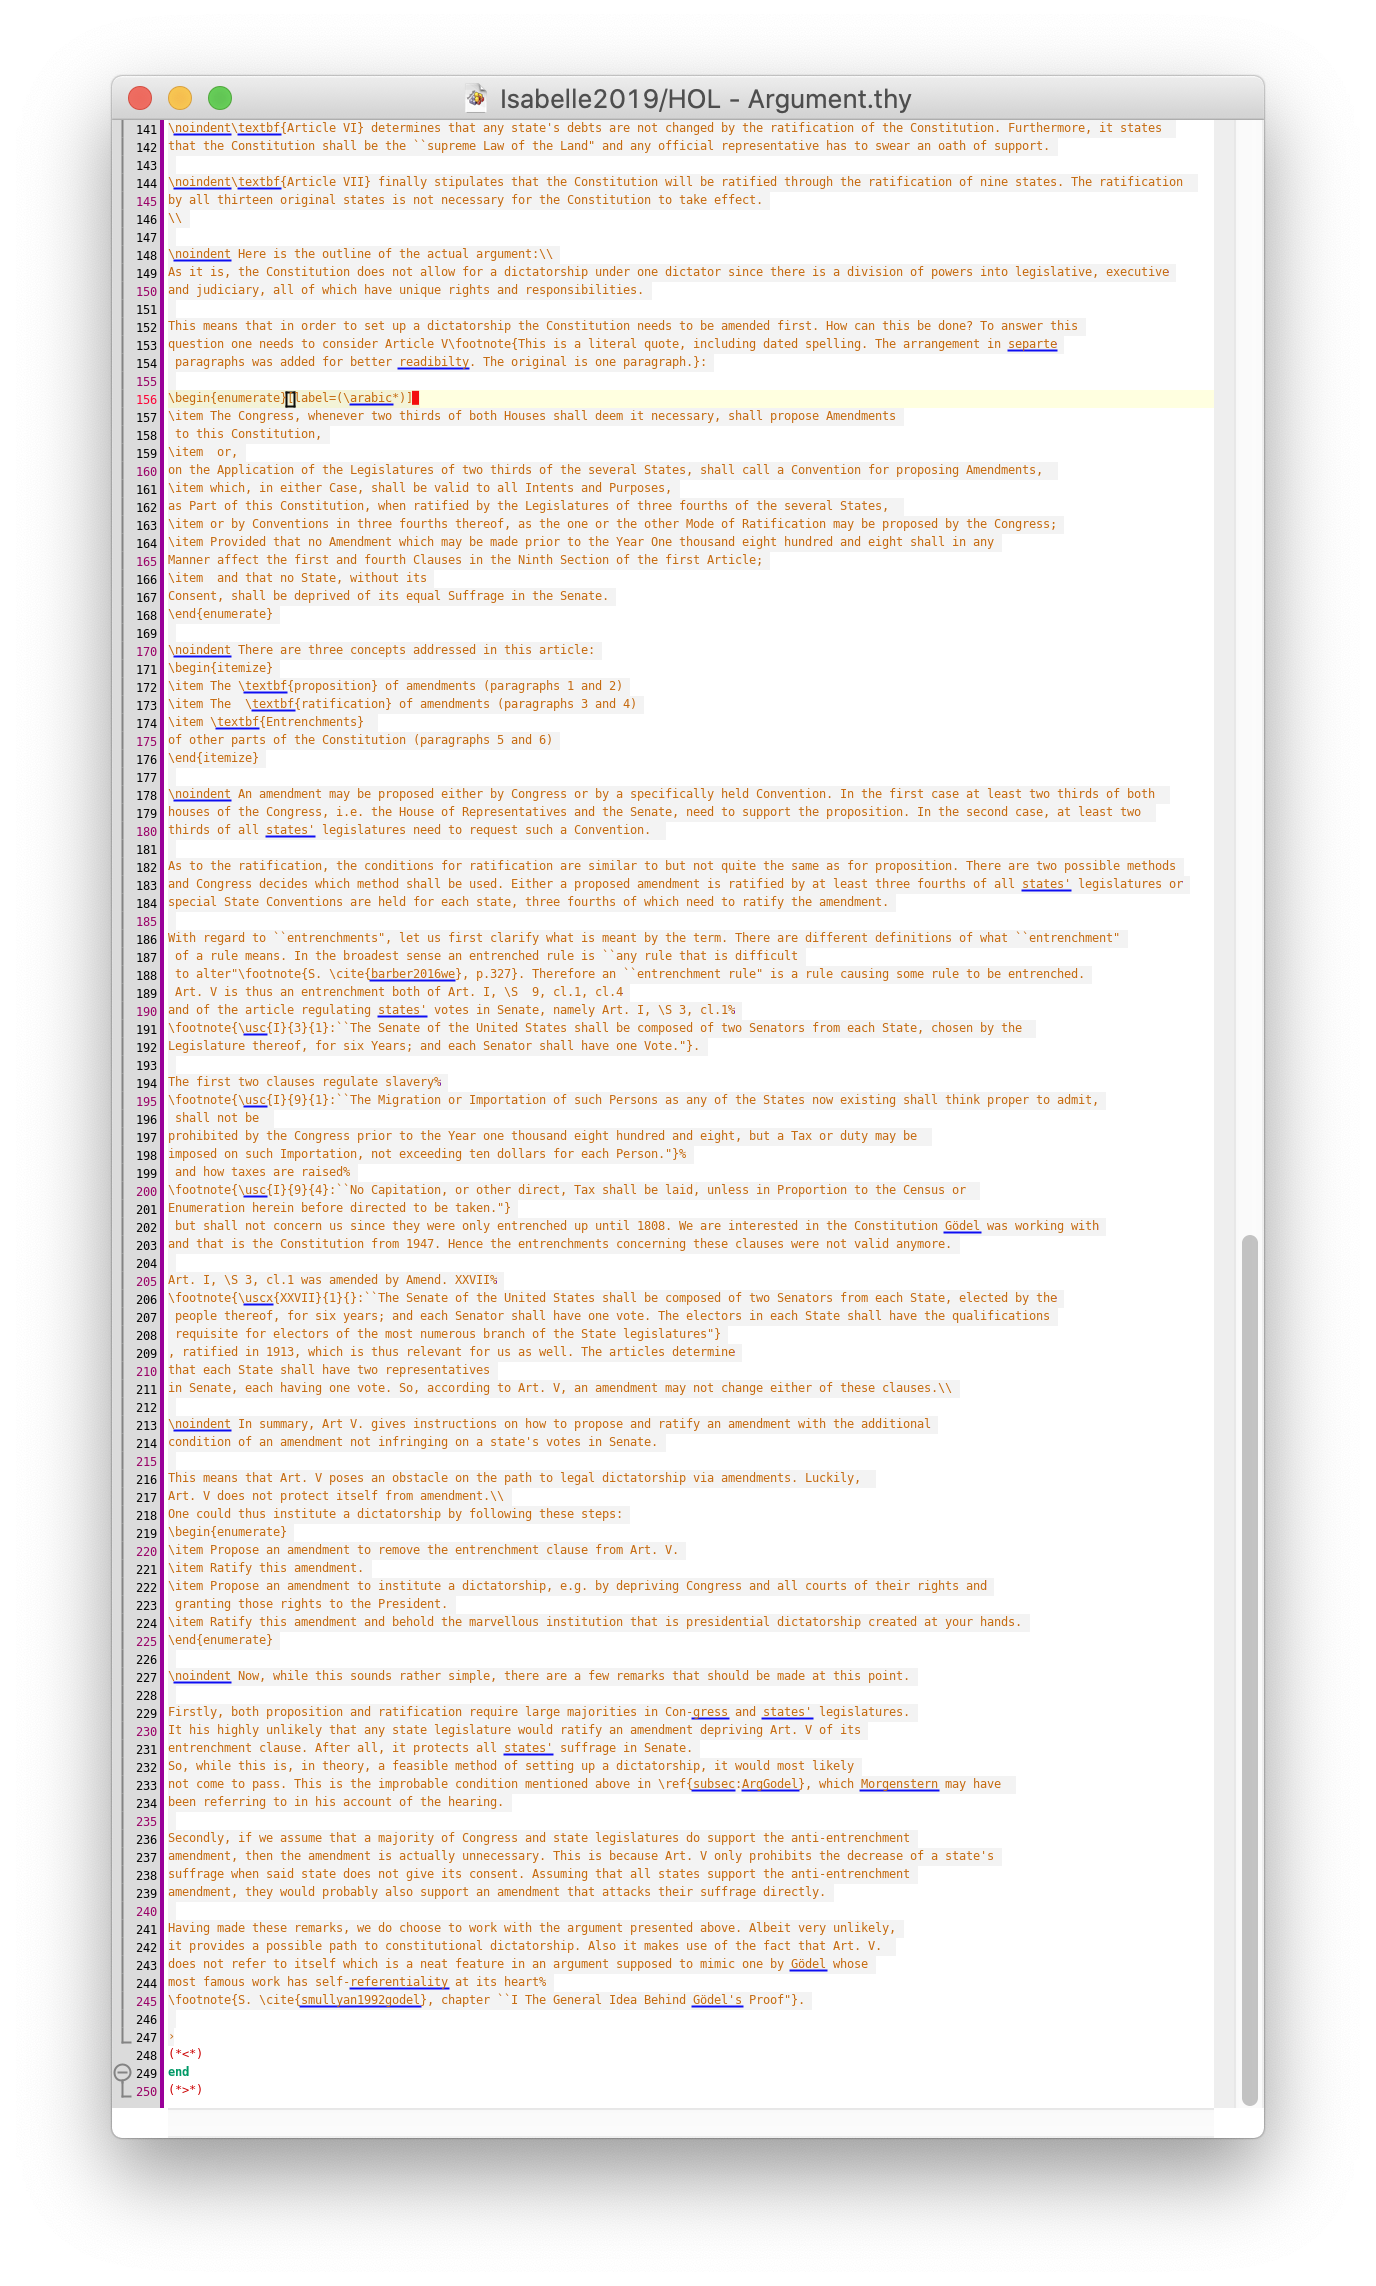 Isabelle2019/HOL - Argument.thy
141 \noindent\textbf{Article VI} determines that any state's debts are not changed by the ratification of the Constitution. Furthermore, it states
142 that the Constitution shall be the ``supreme Law of the Land" and any official representative has to swear an oath of support.
143
144 \noindent\textbf{Article VII} finally stipulates that the Constitution will be ratified through the ratification of nine states. The ratification
145 by all thirteen original states is not necessary for the Constitution to take effect.
146 \\
147
148 \noindent Here is the outline of the actual argument:\\
149 As it is, the Constitution does not allow for a dictatorship under one dictator since there is a division of powers into legislative, executive
150 and judiciary, all of which have unique rights and responsibilities.
151
152 This means that in order to set up a dictatorship the Constitution needs to be amended first. How can this be done? To answer this
153 question one needs to consider Article V\footnote{This is a literal quote, including dated spelling. The arrangement in separte
154  paragraphs was added for better readibilty. The original is one paragraph.}:
155
156 \begin{enumerate}[label=(\arabic*)]
157 \item The Congress, whenever two thirds of both Houses shall deem it necessary, shall propose Amendments
158  to this Constitution,
159 \item  or,
160 on the Application of the Legislatures of two thirds of the several States, shall call a Convention for proposing Amendments,
161 \item which, in either Case, shall be valid to all Intents and Purposes,
162 as Part of this Constitution, when ratified by the Legislatures of three fourths of the several States,
163 \item or by Conventions in three fourths thereof, as the one or the other Mode of Ratification may be proposed by the Congress;
164 \item Provided that no Amendment which may be made prior to the Year One thousand eight hundred and eight shall in any
165 Manner affect the first and fourth Clauses in the Ninth Section of the first Article;
166 \item  and that no State, without its
167 Consent, shall be deprived of its equal Suffrage in the Senate.
168 \end{enumerate}
169
170 \noindent There are three concepts addressed in this article:
171 \begin{itemize}
172 \item The \textbf{proposition} of amendments (paragraphs 1 and 2)
173 \item The  \textbf{ratification} of amendments (paragraphs 3 and 4)
174 \item \textbf{Entrenchments}
175 of other parts of the Constitution (paragraphs 5 and 6)
176 \end{itemize}
177
178 \noindent An amendment may be proposed either by Congress or by a specifically held Convention. In the first case at least two thirds of both
179 houses of the Congress, i.e. the House of Representatives and the Senate, need to support the proposition. In the second case, at least two
180 thirds of all states' legislatures need to request such a Convention.
181
182 As to the ratification, the conditions for ratification are similar to but not quite the same as for proposition. There are two possible methods
183 and Congress decides which method shall be used. Either a proposed amendment is ratified by at least three fourths of all states' legislatures or
184 special State Conventions are held for each state, three fourths of which need to ratify the amendment.
185
186 With regard to ``entrenchments", let us first clarify what is meant by the term. There are different definitions of what ``entrenchment"
187  of a rule means. In the broadest sense an entrenched rule is ``any rule that is difficult
188  to alter"\footnote{S. \cite{barber2016we}, p.327}. Therefore an ``entrenchment rule" is a rule causing some rule to be entrenched.
189  Art. V is thus an entrenchment both of Art. I, \S  9, cl.1, cl.4
190 and of the article regulating states' votes in Senate, namely Art. I, \S 3, cl.1%
191 \footnote{\usc{I}{3}{1}:``The Senate of the United States shall be composed of two Senators from each State, chosen by the
192 Legislature thereof, for six Years; and each Senator shall have one Vote."}.
193
194 The first two clauses regulate slavery%
195 \footnote{\usc{I}{9}{1}:``The Migration or Importation of such Persons as any of the States now existing shall think proper to admit,
196  shall not be
197 prohibited by the Congress prior to the Year one thousand eight hundred and eight, but a Tax or duty may be
198 imposed on such Importation, not exceeding ten dollars for each Person."}%
199  and how taxes are raised%
200 \footnote{\usc{I}{9}{4}:``No Capitation, or other direct, Tax shall be laid, unless in Proportion to the Census or
201 Enumeration herein before directed to be taken."}
202  but shall not concern us since they were only entrenched up until 1808. We are interested in the Constitution Gödel was working with
203 and that is the Constitution from 1947. Hence the entrenchments concerning these clauses were not valid anymore.
204
205 Art. I, \S 3, cl.1 was amended by Amend. XXVII%
206 \footnote{\uscx{XXVII}{1}{}:``The Senate of the United States shall be composed of two Senators from each State, elected by the
207  people thereof, for six years; and each Senator shall have one vote. The electors in each State shall have the qualifications
208  requisite for electors of the most numerous branch of the State legislatures"}
209 , ratified in 1913, which is thus relevant for us as well. The articles determine
210 that each State shall have two representatives
211 in Senate, each having one vote. So, according to Art. V, an amendment may not change either of these clauses.\\
212
213 \noindent In summary, Art V. gives instructions on how to propose and ratify an amendment with the additional
214 condition of an amendment not infringing on a state's votes in Senate.
215
216 This means that Art. V poses an obstacle on the path to legal dictatorship via amendments. Luckily,
217 Art. V does not protect itself from amendment.\\
218 One could thus institute a dictatorship by following these steps:
219 \begin{enumerate}
220 \item Propose an amendment to remove the entrenchment clause from Art. V.
221 \item Ratify this amendment.
222 \item Propose an amendment to institute a dictatorship, e.g. by depriving Congress and all courts of their rights and
223  granting those rights to the President.
224 \item Ratify this amendment and behold the marvellous institution that is presidential dictatorship created at your hands.
225 \end{enumerate}
226
227 \noindent Now, while this sounds rather simple, there are a few remarks that should be made at this point.
228
229 Firstly, both proposition and ratification require large majorities in Con-gress and states' legislatures.
230 It his highly unlikely that any state legislature would ratify an amendment depriving Art. V of its
231 entrenchment clause. After all, it protects all states' suffrage in Senate.
232 So, while this is, in theory, a feasible method of setting up a dictatorship, it would most likely
233 not come to pass. This is the improbable condition mentioned above in \ref{subsec:ArgGodel}, which Morgenstern may have
234 been referring to in his account of the hearing.
235
236 Secondly, if we assume that a majority of Congress and state legislatures do support the anti-entrenchment
237 amendment, then the amendment is actually unnecessary. This is because Art. V only prohibits the decrease of a state's
238 suffrage when said state does not give its consent. Assuming that all states support the anti-entrenchment
239 amendment, they would probably also support an amendment that attacks their suffrage directly.
240
241 Having made these remarks, we do choose to work with the argument presented above. Albeit very unlikely,
242 it provides a possible path to constitutional dictatorship. Also it makes use of the fact that Art. V.
243 does not refer to itself which is a neat feature in an argument supposed to mimic one by Gödel whose
244 most famous work has self-referentiality at its heart%
245 \footnote{S. \cite{smullyan1992godel}, chapter ``I The General Idea Behind Gödel's Proof"}.
246
247 ›
248 (*<*)
249 end
250 (*>*)